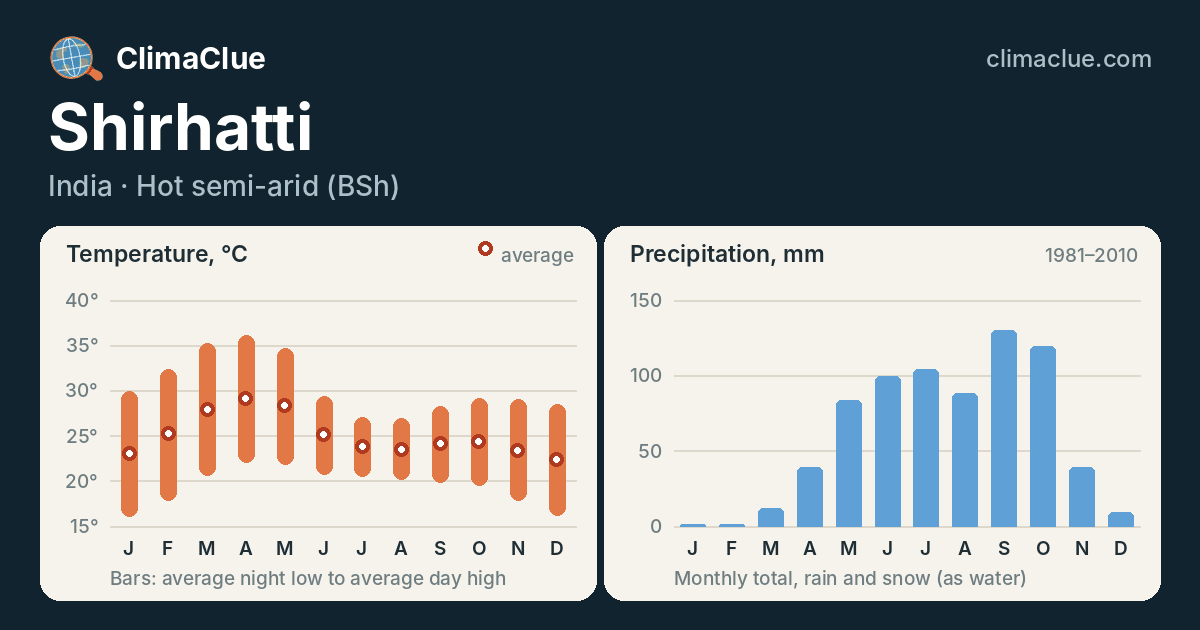 ClimaClue
climaclue.com
Shirhatti
India · Hot semi-arid (BSh)
Temperature, °C
average
40°
35°
30°
25°
20°
15°
J F M A M J J A S O N D
Bars: average night low to average day high
Precipitation, mm
1981–2010
150
100
50
0
J F M A M J J A S O N D
Monthly total, rain and snow (as water)